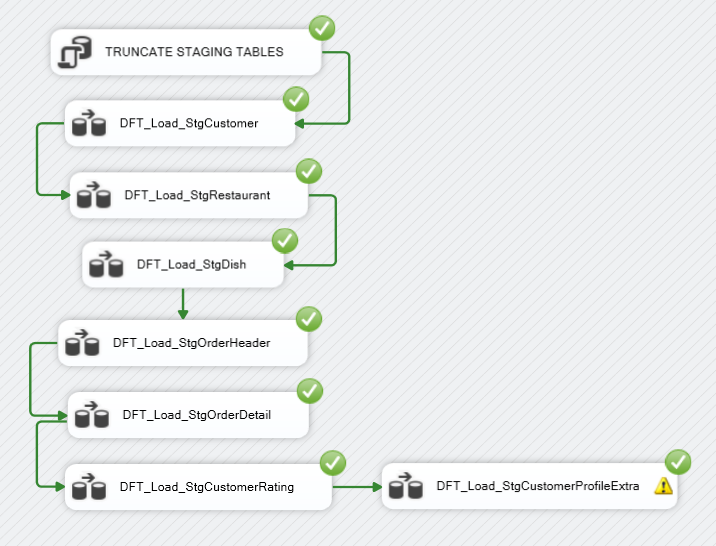 TRUNCATE STAGING TABLES
DFT_Load_StgCustomer
DFT_Load_StgRestaurant
DFT_Load_StgDish
DFT_Load_StgOrderHeader
DFT_Load_StgOrderDetail
DFT_Load_StgCustomerRating
DFT_Load_StgCustomerProfileExtra